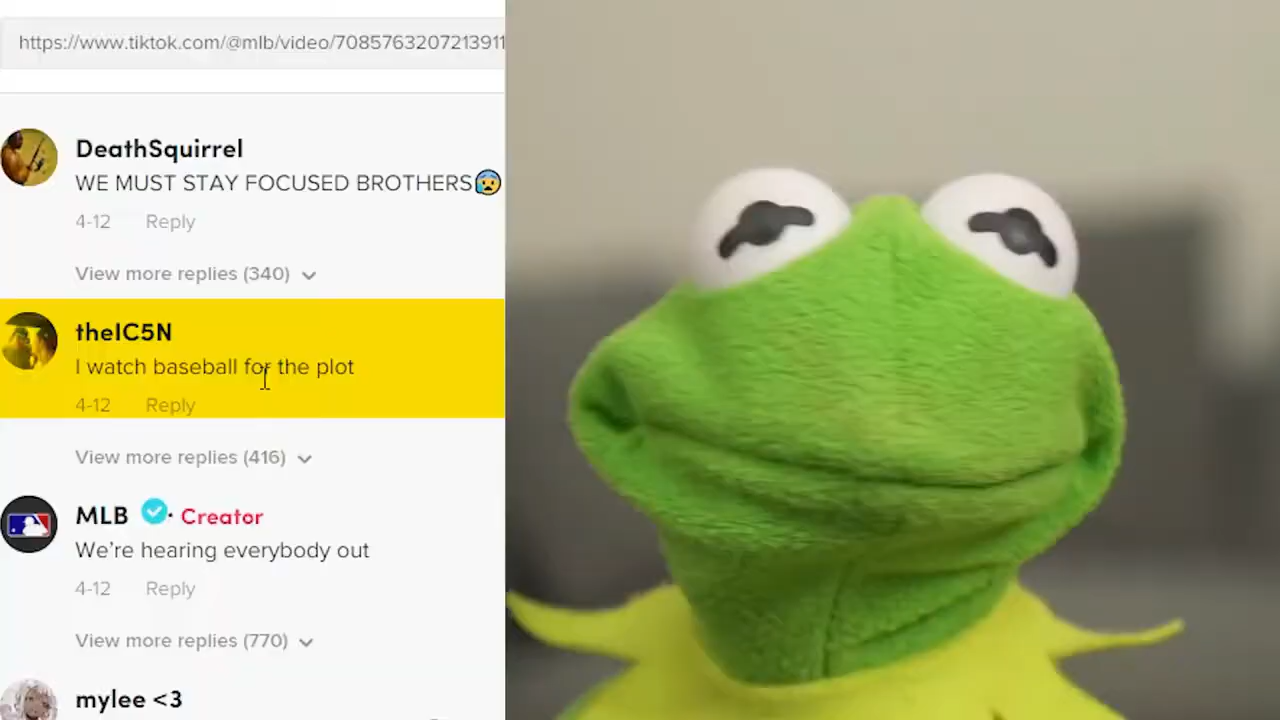 https://www.tiktok.com/@mlb/video/7085763207213911
DeathSquirrel
WE MUST STAY FOCUSED BROTHERS😰
4-12 Reply
View more replies (340)
theIC5N
I watch baseball for the plot
4-12 Reply
View more replies (416)
MLB · Creator
We’re hearing everybody out
4-12 Reply
View more replies (770)
mylee <3